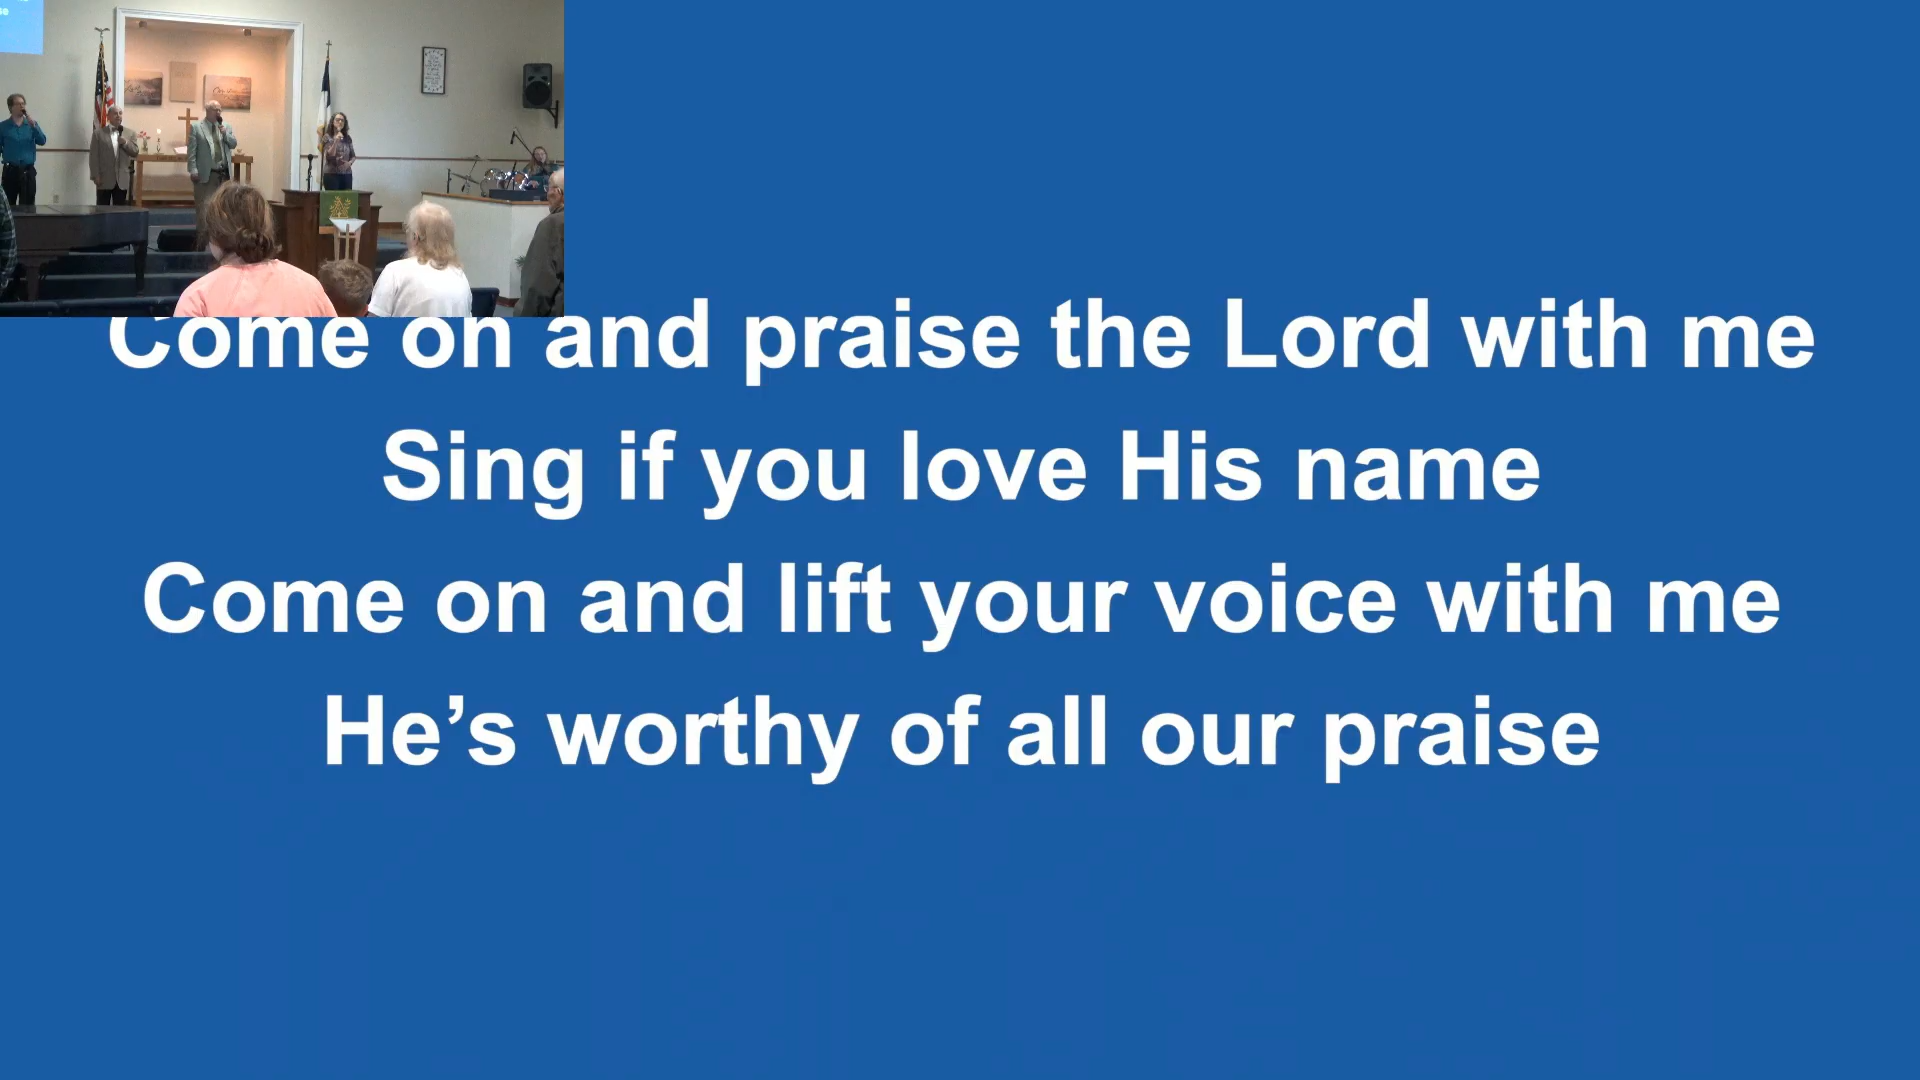 Come on and praise the Lord with me
Sing if you love His name
Come on and lift your voice with me
He’s worthy of all our praise